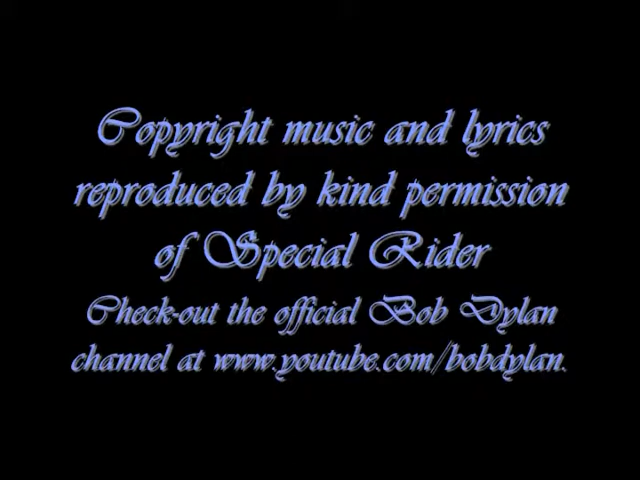 Copyright music and lyrics
reproduced by kind permission
of Special Rider
Check-out the official Bob Dylan
channel at www.youtube.com/bobdylan.